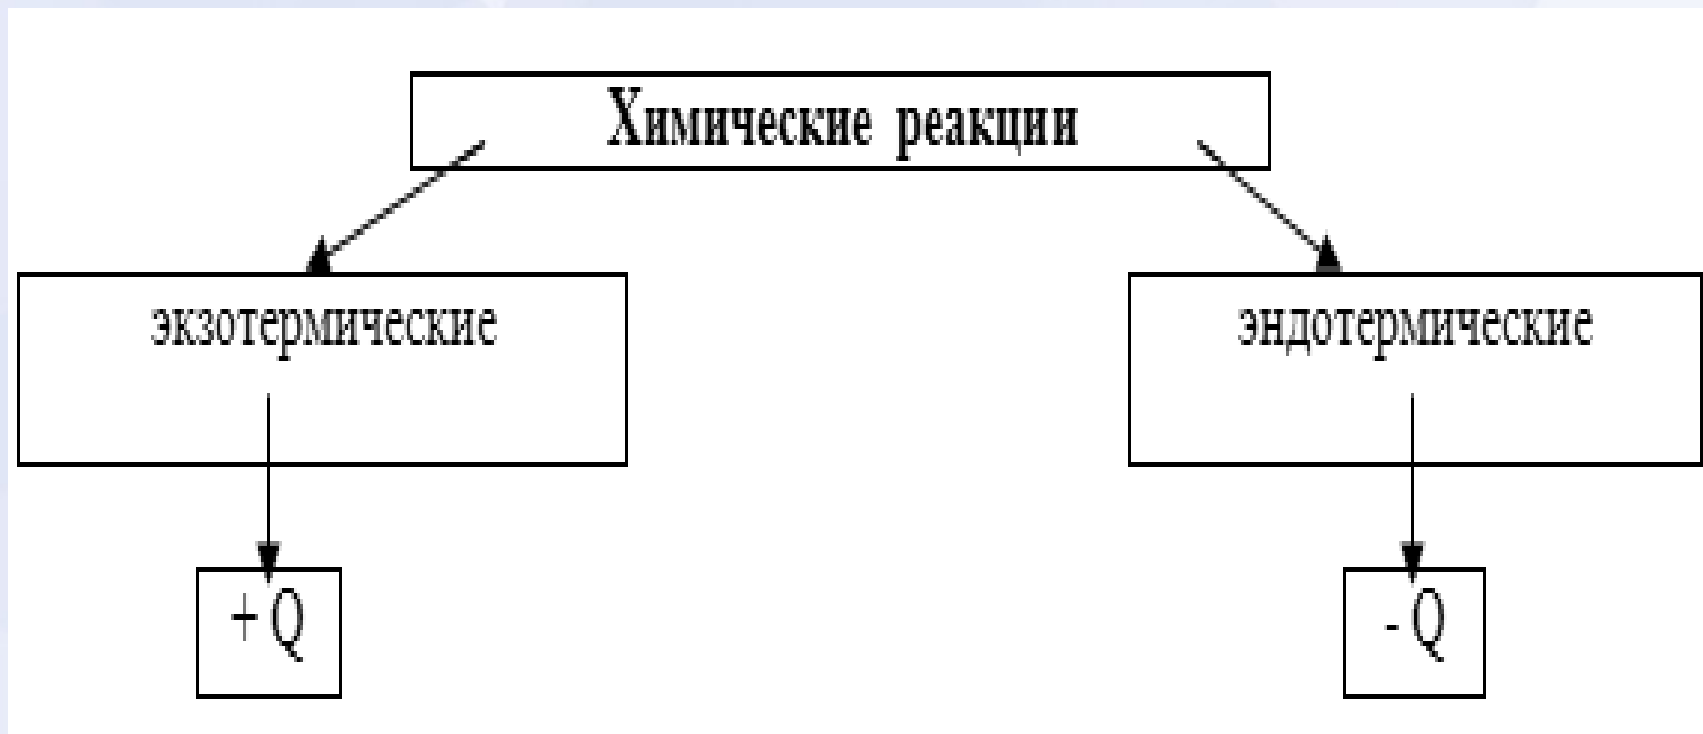 Химические реакции
экзотермические
эндотермические
+ Q
- Q